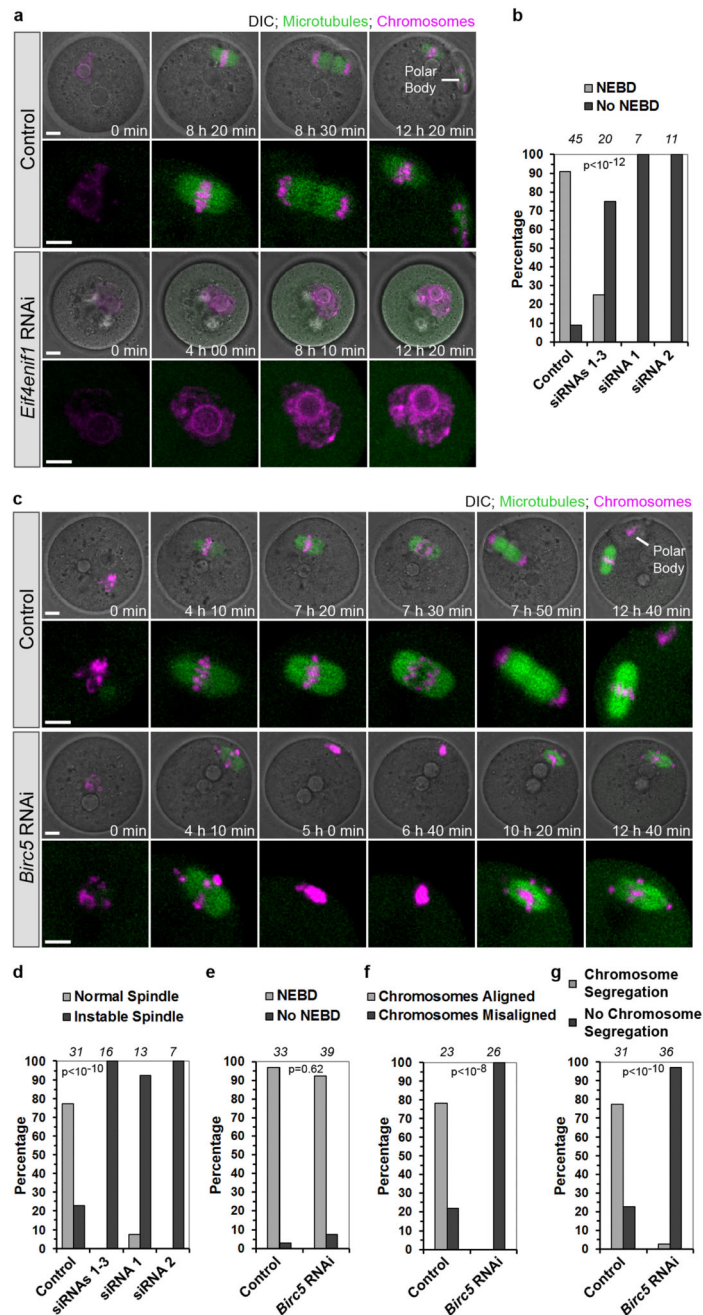 a
DIC; Microtubules; Chromosomes
Control
Polar
Body
0 min
8 h 20 min
8 h 30 min
12 h 20 min
Eif4enif1 RNAi
0 min
4 h 00 min
8 h 10 min
12 h 20 min
b
NEBD
No NEBD
45 20 7 11
p<10-12
Percentage
100
90
80
70
60
50
40
30
20
10
0
Control
siRNAs 1-3
siRNA 1
siRNA 2
c
DIC; Microtubules; Chromosomes
Control
Polar
Body
0 min
4 h 10 min
7 h 20 min
7 h 30 min
7 h 50 min
12 h 40 min
Birc5 RNAi
0 min
4 h 10 min
5 h 0 min
6 h 40 min
10 h 20 min
12 h 40 min
d
Normal Spindle
Instable Spindle
31 16 13 7
p<10-10
Percentage
100
90
80
70
60
50
40
30
20
10
0
Control
siRNAs 1-3
siRNA 1
siRNA 2
e
NEBD
No NEBD
33 39
p=0.62
Percentage
100
90
80
70
60
50
40
30
20
10
0
Control
Birc5 RNAi
f
Chromosomes Aligned
Chromosomes Misaligned
23 26
p<10-8
Percentage
100
90
80
70
60
50
40
30
20
10
0
Control
Birc5 RNAi
g
Chromosome
Segregation
No Chromosome
Segregation
31 36
p<10-10
Percentage
100
90
80
70
60
50
40
30
20
10
0
Control
Birc5 RNAi